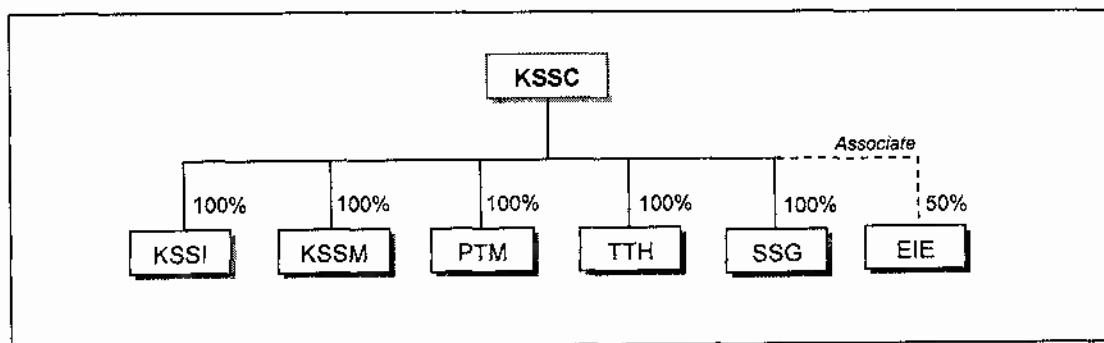 KSSC
Associate
100% 100% 100% 100% 100% 50%
KSSI KSSM PTM TTH SSG EIE